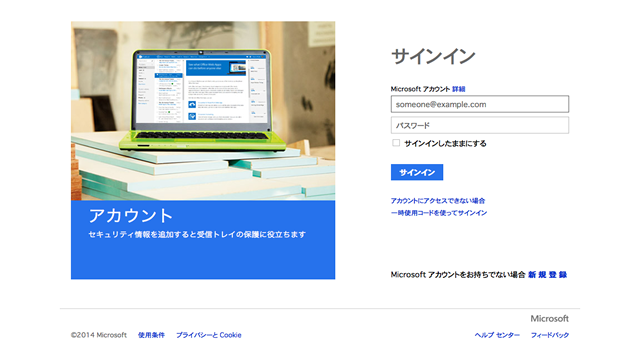 サインイン
Microsoft アカウント 詳細
someone@example.com
パスワード
サインインしたままにする
サインイン
アカウントにアクセスできない場合
一時使用コードを使ってサインイン
アカウント
セキュリティ情報を追加すると受信トレイの保護に役立ちます
Microsoft アカウントをお持ちでない場合 新規登録
Microsoft
©2014 Microsoft 使用条件 プライバシーと Cookie ヘルプ センター フィードバック